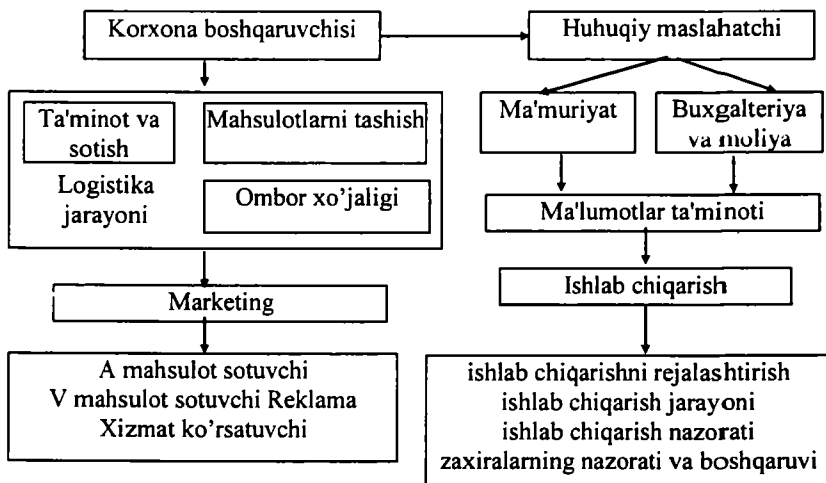 Korxona boshqaruvchisi
Huhuqiy maslahatchi
Ta'minot va
sotish
Mahsulotlarni tashish
Logistika
jarayoni
Ombor xo’jaligi
Ma'muriyat
Buxgalteriya
va moliya
Ma'lumotlar ta'minoti
Marketing
Ishlab chiqarish
A mahsulot sotuvchi
V mahsulot sotuvchi Reklama
Xizmat ko’rsatuvchi
ishlab chiqarishni rejalashtirish
ishlab chiqarish jarayoni
ishlab chiqarish nazorati
zaxiralarning nazorati va boshqaruvi